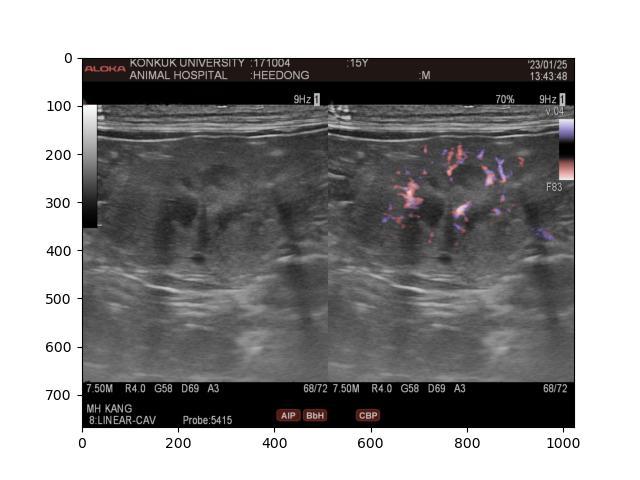 KONKUK UNIVERSITY :171004 :15Y '23/01/25
ALOKA ANIMAL HOSPITAL :HEEDONG :M 13:43:48
9Hz 1 70% 9Hz 1
v.04
F83
7.50M R4.0 G58 D69 A3 68/72 7.50M R4.0 G58 D69 A3 68/72
MH KANG
8:LINEAR-CAV Probe:5415 AIP BbH CBP
0
100
200
300
400
500
600
700
0 200 400 600 800 1000